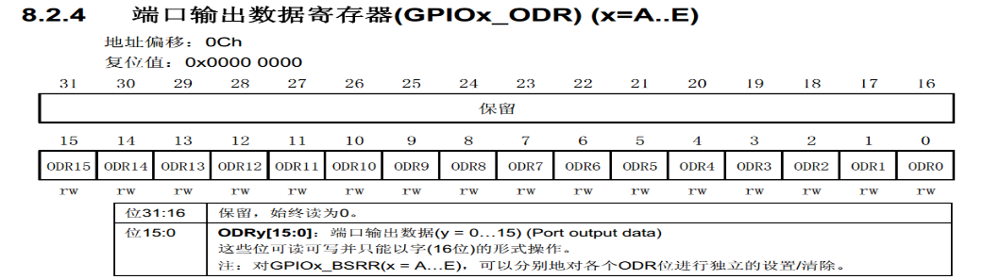 8.2.4 端口输出数据寄存器(GPIOx_ODR) (x=A..E)
地址偏移：0Ch
复位值：0x0000 0000
31 30 29 28 27 26 25 24 23 22 21 20 19 18 17 16
保留
15 14 13 12 11 10 9 8 7 6 5 4 3 2 1 0
ODR15 ODR14 ODR13 ODR12 ODR11 ODR10 ODR9 ODR8 ODR7 ODR6 ODR5 ODR4 ODR3 ODR2 ODR1 ODR0
rw rw rw rw rw rw rw rw rw rw rw rw rw rw rw rw
位31:16 保留，始终读为0。
位15:0 ODRy[15:0]：端口输出数据(y = 0…15) (Port output data)
这些位可读可写并只能以字(16位)的形式操作。
注：对GPIOx_BSRR(x = A…E)，可以分别地对各个ODR位进行独立的设置/清除。